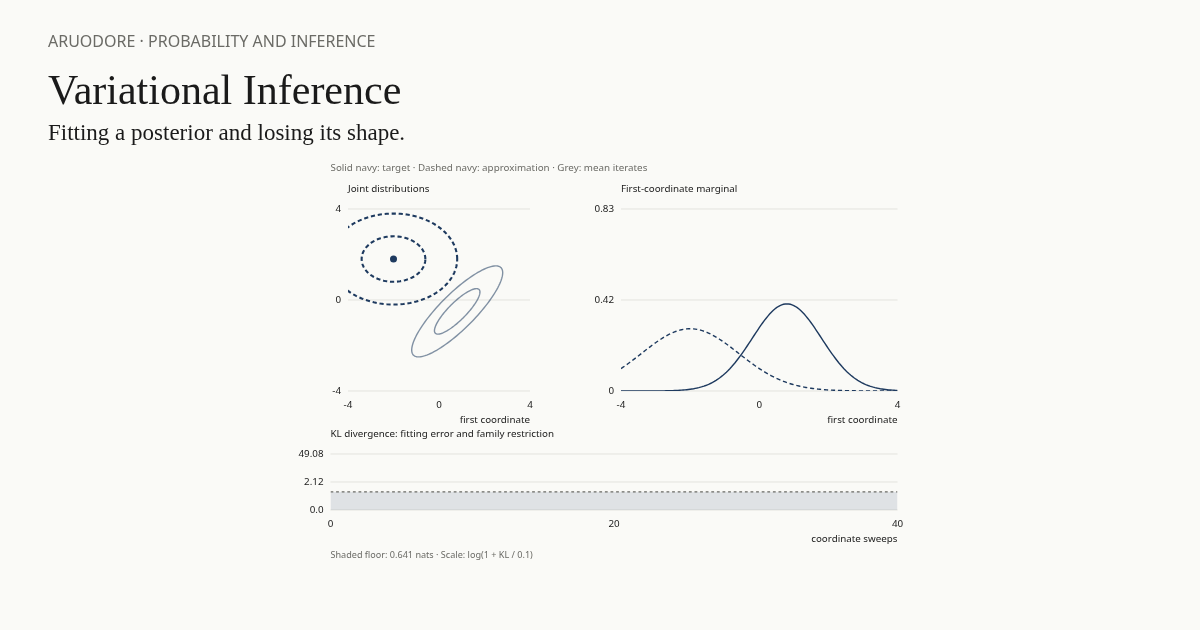 ARUODORE · PROBABILITY AND INFERENCE
Variational Inference
Fitting a posterior and losing its shape.
Solid navy: target · Dashed navy: approximation · Grey: mean iterates
Joint distributions
First-coordinate marginal
4
0
-4
-4 0 4
first coordinate
0.83
0.42
0
-4 0 4
first coordinate
KL divergence: fitting error and family restriction
49.08
2.12
0.0
0 20 40
coordinate sweeps
Shaded floor: 0.641 nats · Scale: log(1 + KL / 0.1)